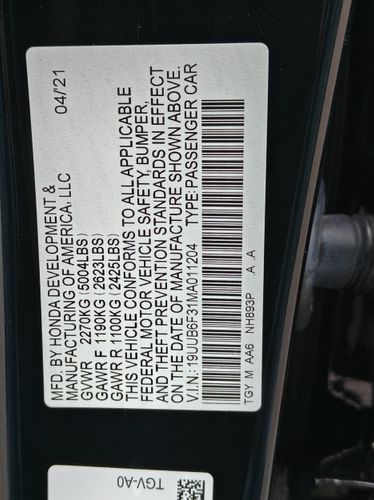 MFD. BY HONDA DEVELOPMENT & 04/21
MANUFACTURING OF AMERICA. LLC
GVWR 2270KG (5004LBS)
GAWR F 1190KG (2623LBS)
GAWR R 1100KG (2425LBS)
THIS VEHICLE CONFORMS TO ALL APPLICABLE
FEDERAL MOTOR VEHICLE SAFETY, BUMPER,
AND THEFT PREVENTION STANDARDS IN EFFECT
ON THE DATE OF MANUFACTURE SHOWN ABOVE.
V.I.N.: 19UUB6F31MA011204 TYPE: PASSENGER CAR
TGY M AA6 NH893P .A .A
TGV-A0